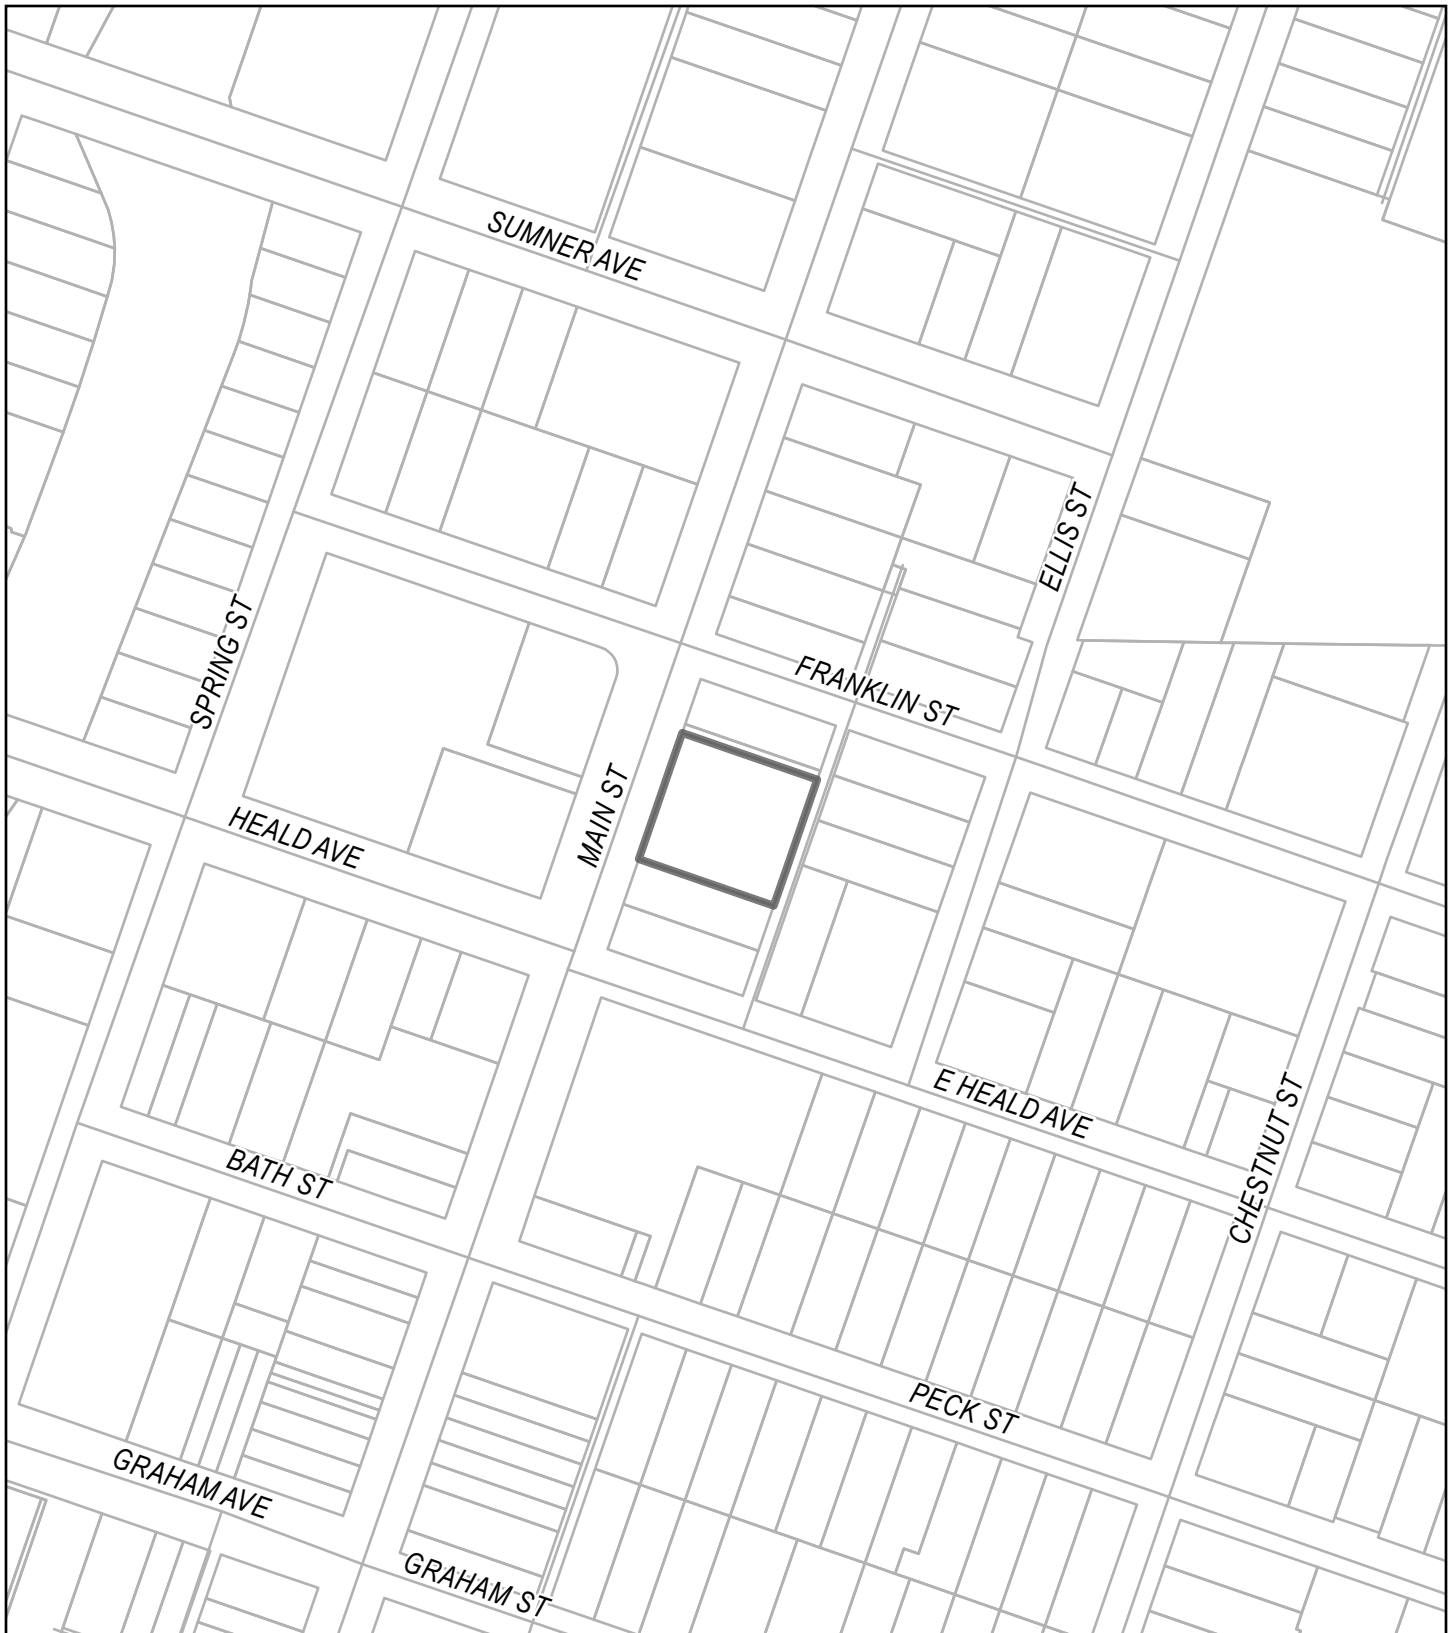 SUMNER AVE
ELLIS ST
SPRING ST
FRANKLIN ST
MAIN ST
HEALD AVE
E HEALD AVE
CHESTNUT ST
BATH ST
PECK ST
GRAHAM AVE
GRAHAM ST